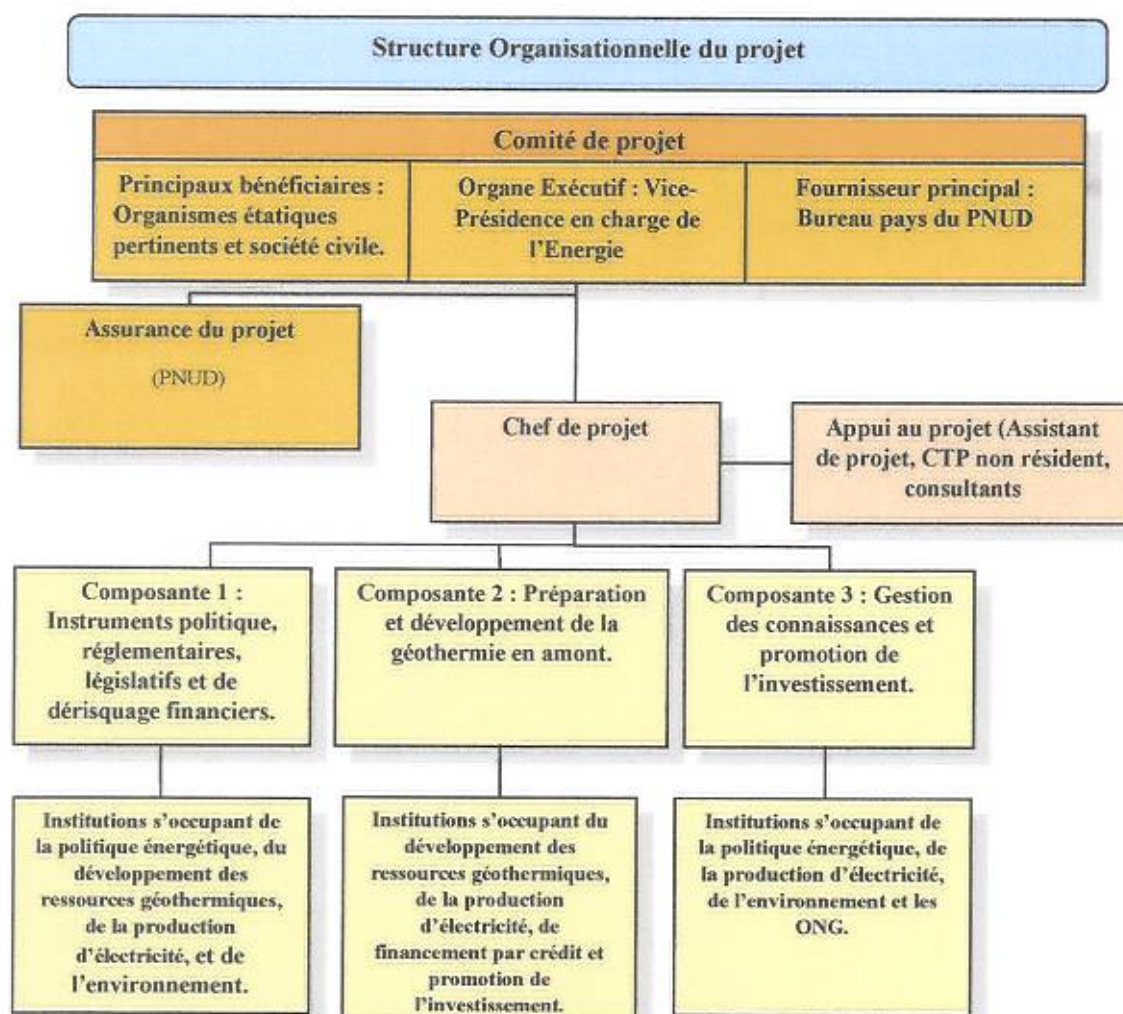 Structure Organisationnelle du projet
Comité de projet
Principaux bénéficiaires :
Organismes étatiques
pertinents et société civile.
Organe Exécutif : Vice-
Présidence en charge de
l'Energie
Fournisseur principal :
Bureau pays du PNUD
Assurance du projet
(PNUD)
Chef de projet
Appui au projet (Assistant
de projet, CTP non résident,
consultants
Composante 1 :
Instruments politique,
réglementaires,
législatifs et de
dérisquage financiers.
Composante 2 : Préparation
et développement de la
géothermie en amont.
Composante 3 : Gestion
des connaissances et
promotion de
l'investissement.
Institutions s'occupant de
la politique énergétique, du
développement des
ressources géothermiques,
de la production
d'électricité, et de
l'environnement.
Institutions s'occupant du
développement des
ressources géothermiques,
de la production
d'électricité, de
financement par crédit et
promotion de
l'investissement.
Institutions s'occupant de
la politique énergétique, de
la production d'électricité,
de l'environnement et les
ONG.